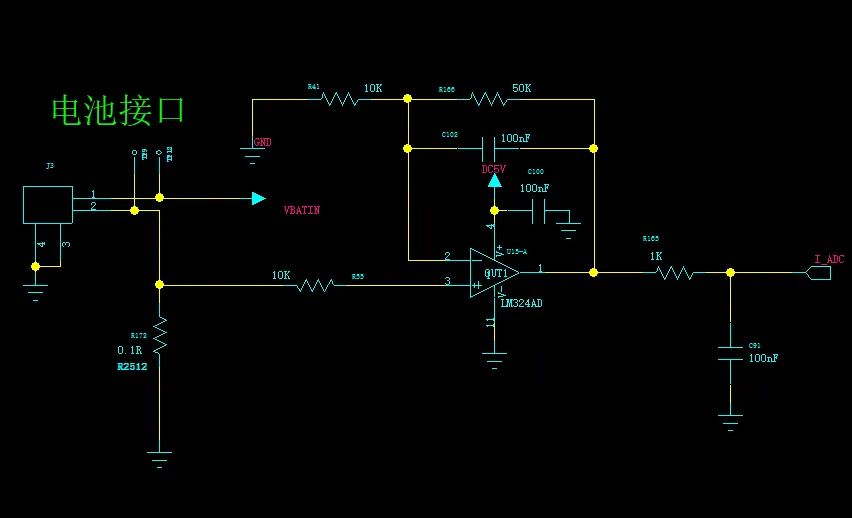 电池接口
R41
10K
R166
50K
C102
100nF
GND
J3
TP9
TP12
DC5V
C100
100nF
1
2
VBATIN
4
3
4
V+
U15-A
2
OUT1
1
3
V-
LM324AD
11
10K
R55
R165
1K
I_ADC
R172
0.1R
R2512
C91
100nF